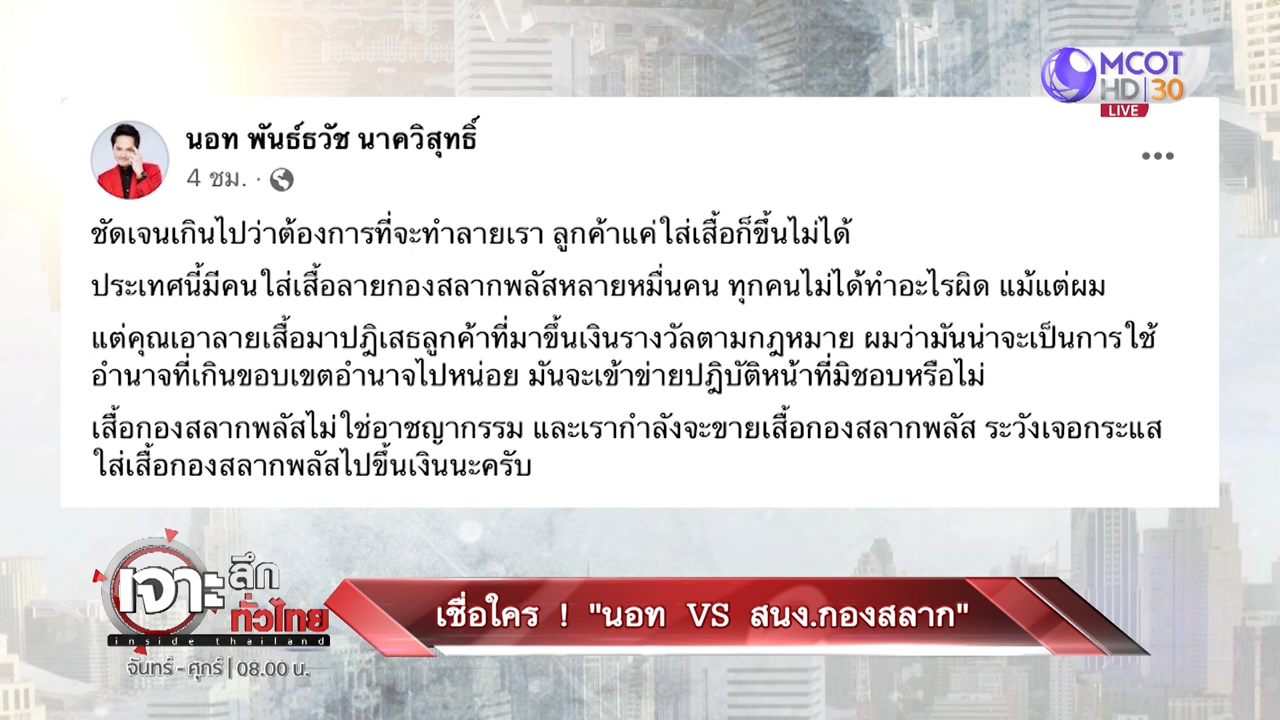 MCOT
HD 30
LIVE
นอท พันธ์ธวัช นาควิสุทธิ์
4 ชม. ·
ชัดเจนเกินไปว่าต้องการที่จะทำลายเรา ลูกค้าแค่ใส่เสื้อก็ขึ้นไม่ได้
ประเทศนี้มีคนใส่เสื้อลายกองสลากพลัสหลายหมื่นคน ทุกคนไม่ได้ทำอะไรผิด แม้แต่ผม
แต่คุณเอาลายเสื้อมาปฎิเสธลูกค้าที่มาขึ้นเงินรางวัลตามกฎหมาย ผมว่ามันน่าจะเป็นการใช้
อำนาจที่เกินขอบเขตอำนาจไปหน่อย มันจะเข้าข่ายปฎิบัติหน้าที่มิชอบหรือไม่
เสื้อกองสลากพลัสไม่ใช่อาชญากรรม และเรากำลังจะขายเสื้อกองสลากพลัส ระวังเจอกระแส
ใส่เสื้อกองสลากพลัสไปขึ้นเงินนะครับ
เจาะลึก
ทั่วไทย
inside thailand
จันทร์ - ศุกร์ | 08.00 น.
เชื่อใคร ! "นอท VS สนง.กองสลาก"